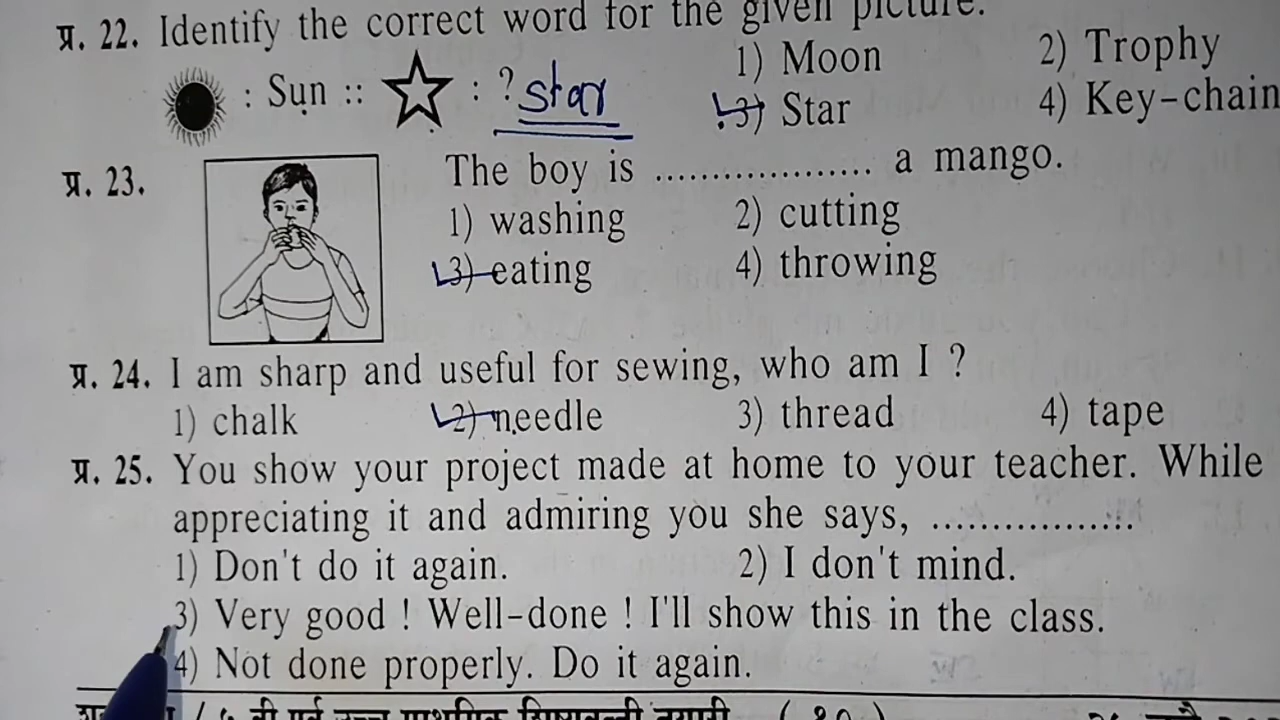 प्र. 22. Identify the correct word for the given picture.
: Sun :: : ? star
1) Moon 2) Trophy
3) Star 4) Key-chain
प्र. 23. The boy is .................. a mango.
1) washing 2) cutting
3) eating 4) throwing
प्र. 24. I am sharp and useful for sewing, who am I ?
1) chalk 2) needle 3) thread 4) tape
प्र. 25. You show your project made at home to your teacher. While
appreciating it and admiring you she says, ..................
1) Don't do it again. 2) I don't mind.
3) Very good ! Well-done ! I'll show this in the class.
4) Not done properly. Do it again.